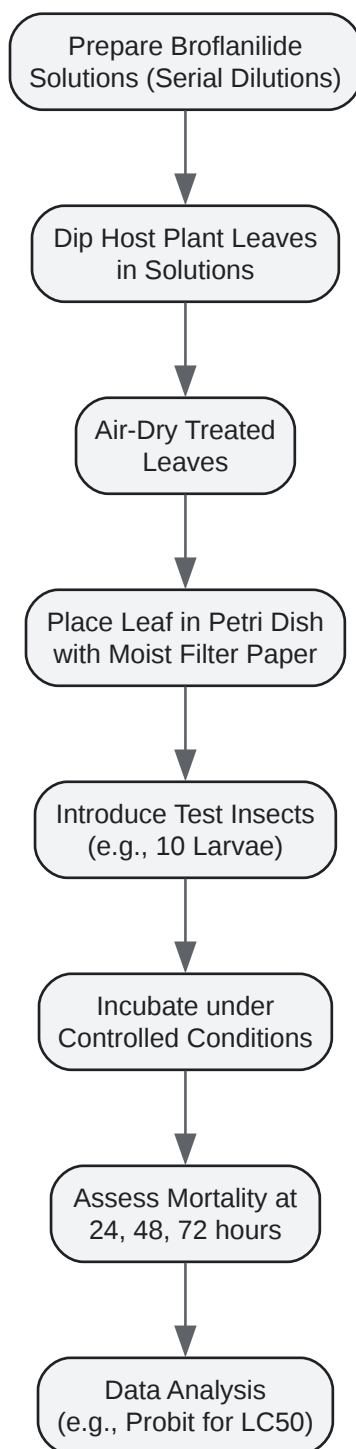 Prepare Broflanilide
Solutions (Serial Dilutions)
Dip Host Plant Leaves
in Solutions
Air-Dry Treated
Leaves
Place Leaf in Petri Dish
with Moist Filter Paper
Introduce Test Insects
(e.g., 10 Larvae)
Incubate under
Controlled Conditions
Assess Mortality at
24, 48, 72 hours
Data Analysis
(e.g., Probit for LC50)